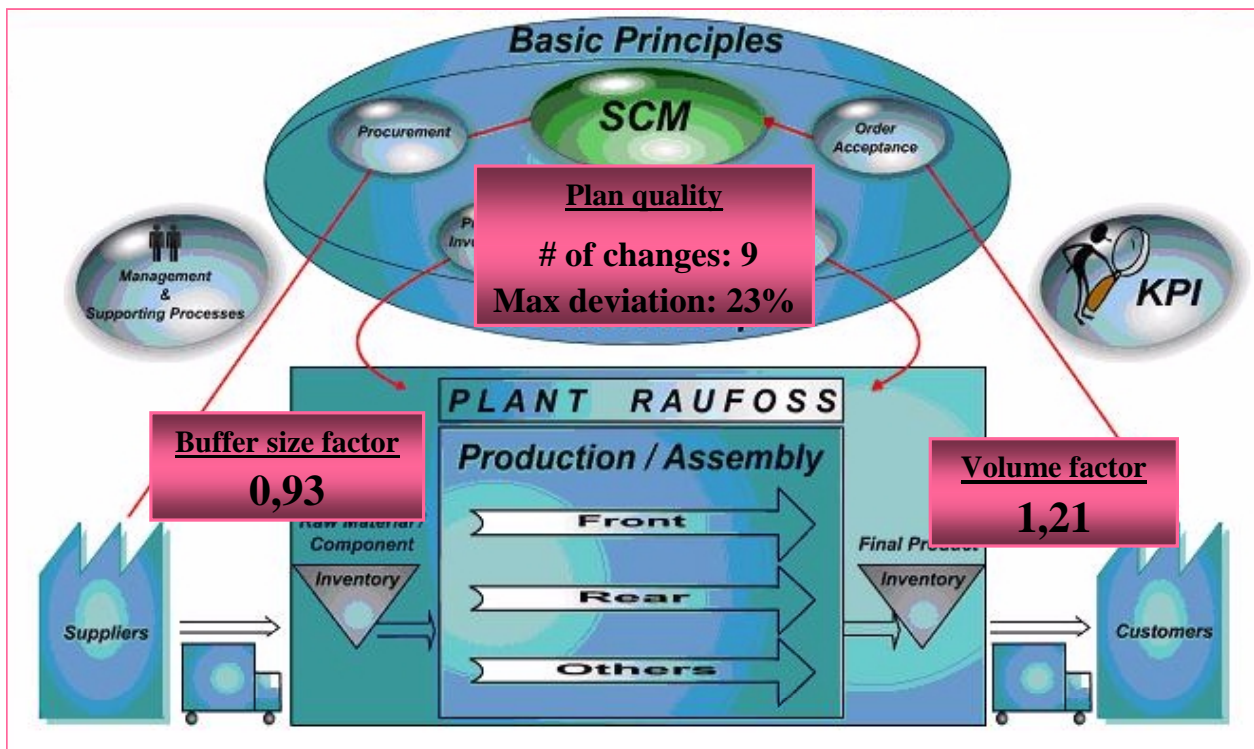 Basic Principles
SCM
Procurement
Order
Acceptance
Plan quality
# of changes: 9
Max deviation: 23%
Management
&
Supporting Processes
KPI
PLANT RAUFOSS
Buffer size factor
0,93
Production / Assembly
Volume factor
1,21
Raw Material /
Component
Inventory
Front
Rear
Others
Final Product
Inventory
Suppliers
Customers